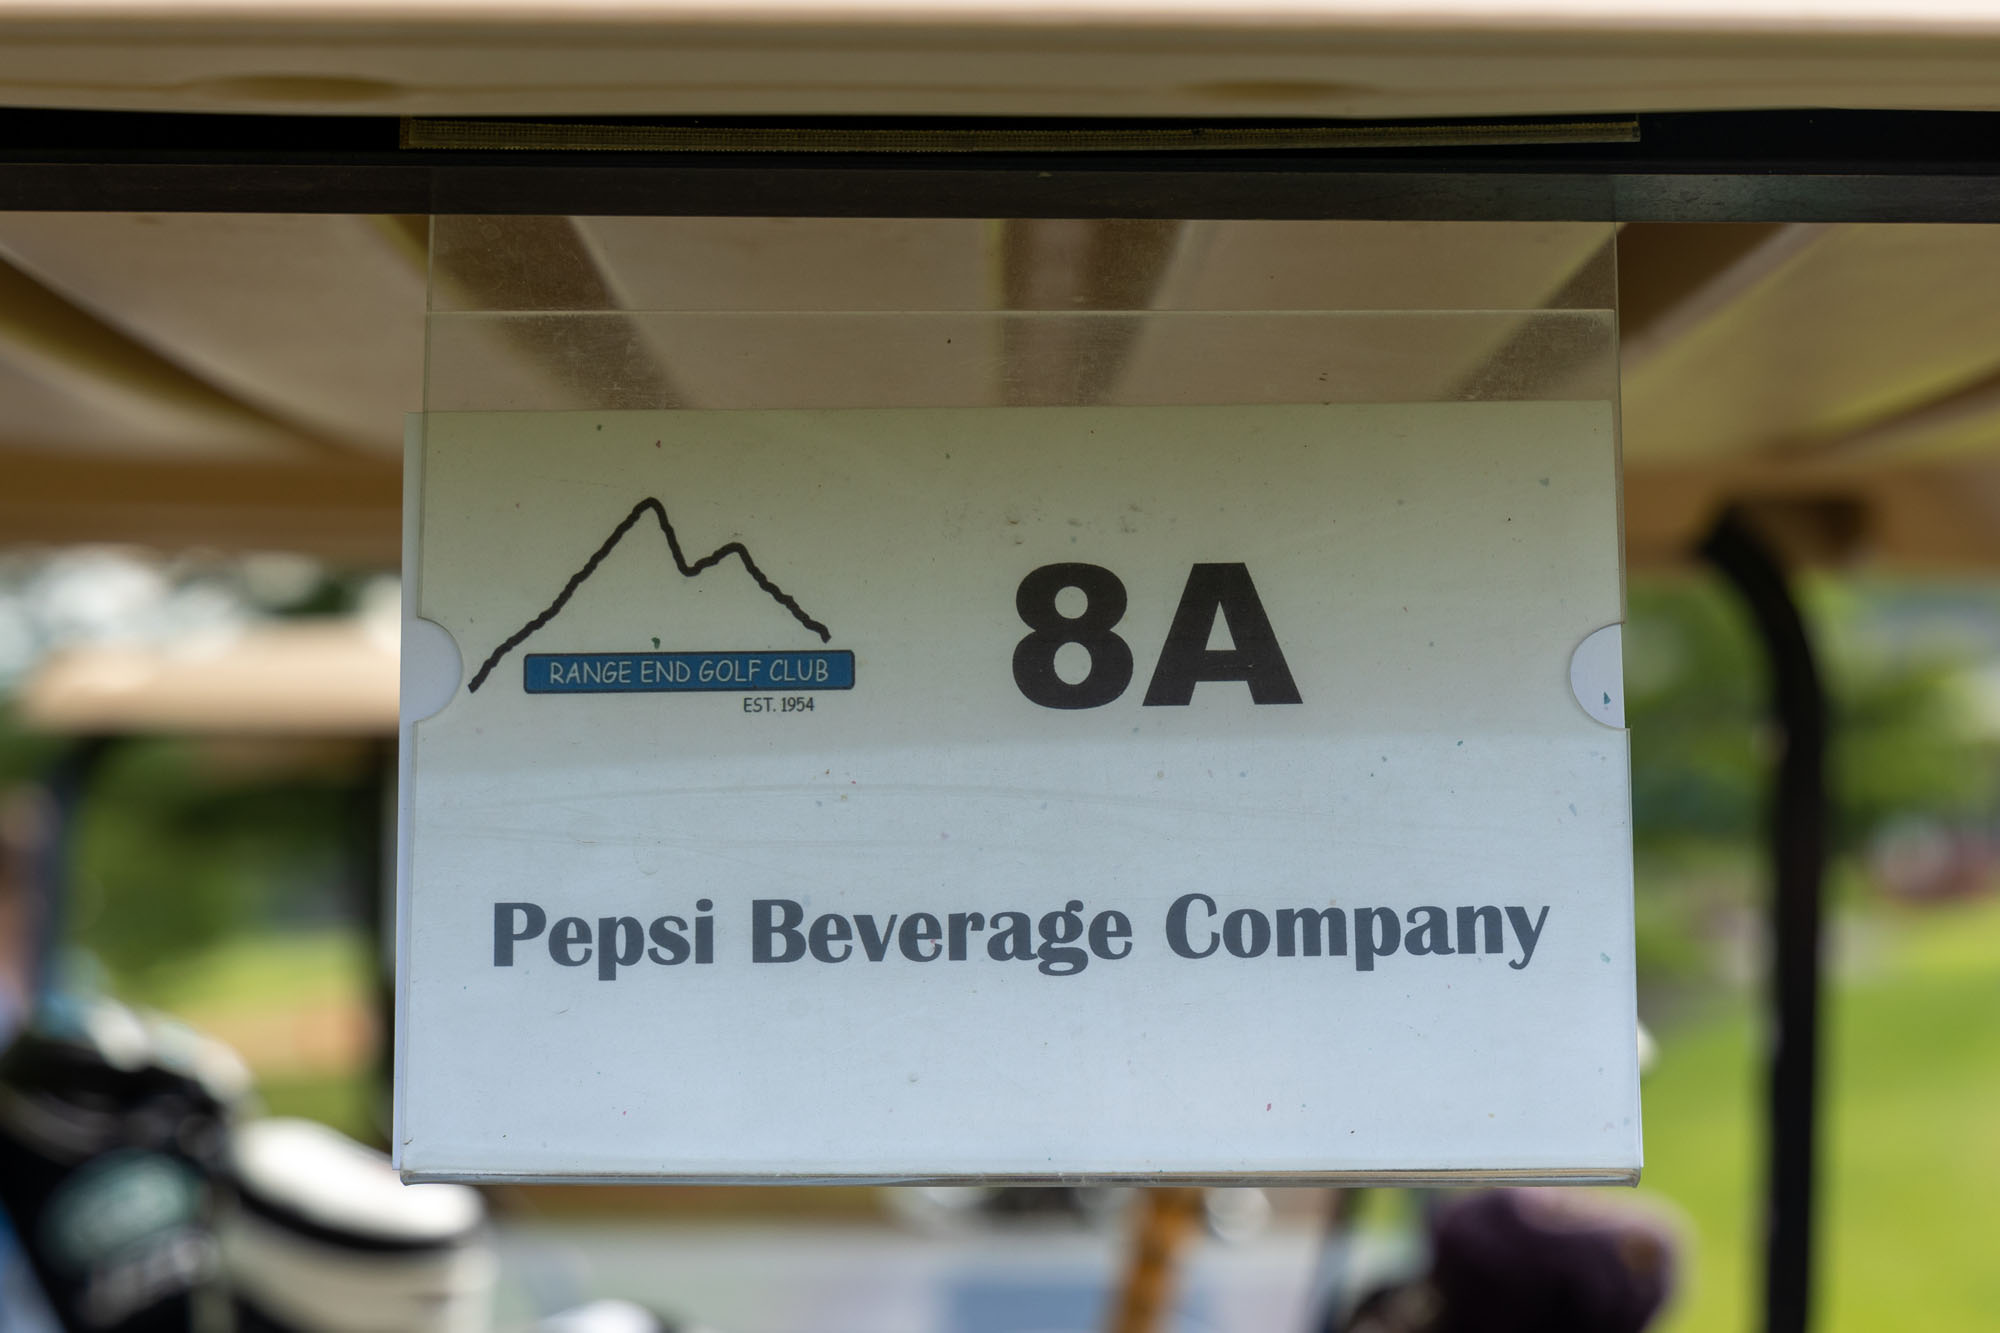 RANGE END GOLF CLUB
EST. 1954
8A
Pepsi Beverage Company